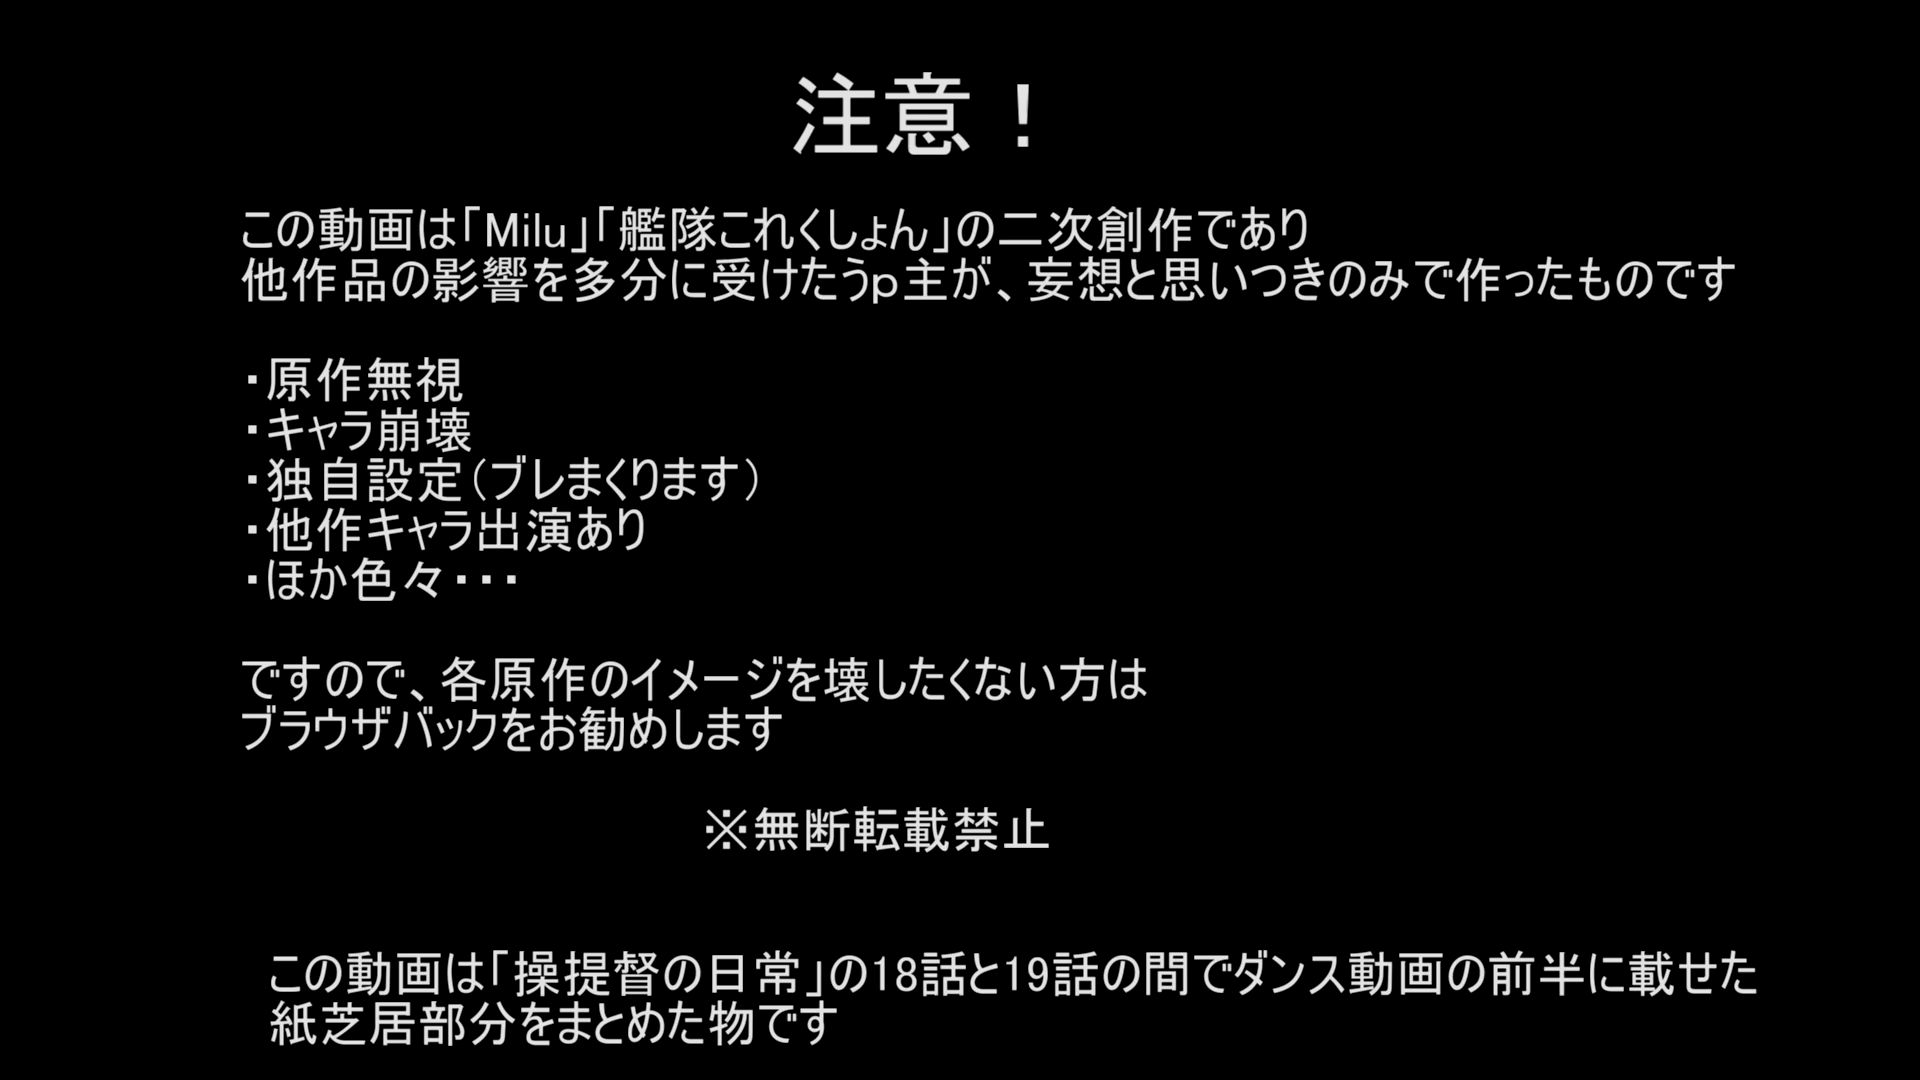 注意！
この動画は「Milu」「艦隊これくしょん」の二次創作であり
他作品の影響を多分に受けたうp主が、妄想と思いつきのみで作ったものです
・原作無視
・キャラ崩壊
・独自設定（ブレまくります）
・他作キャラ出演あり
・ほか色々・・・
ですので、各原作のイメージを壊したくない方は
ブラウザバックをお勧めします
※無断転載禁止
この動画は「操提督の日常」の18話と19話の間でダンス動画の前半に載せた
紙芝居部分をまとめた物です